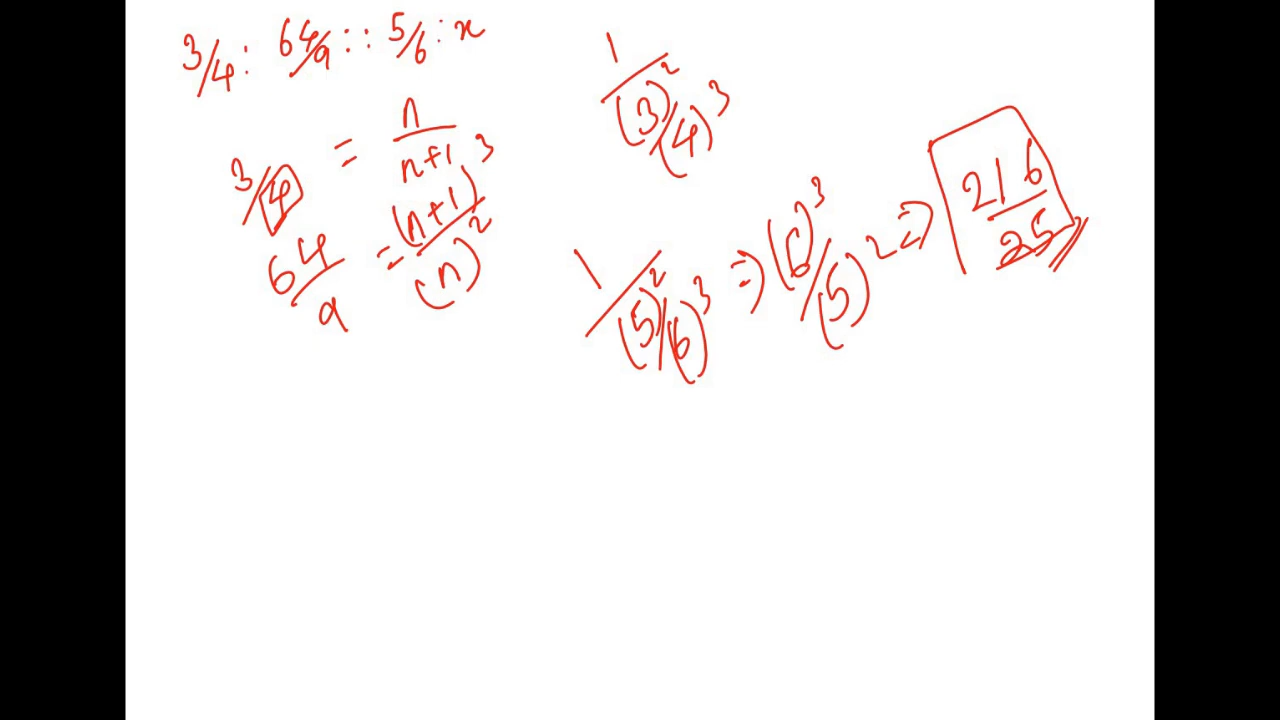 3/4 : 64/9 :: 5/6 : x
3/4 = n/n+1
64/9 = (n+1)³/(n)²
1/(3)²/(4)³
1/(5)²/(6)³ ⇒ (6)³/(5)² ⇒ 216/25